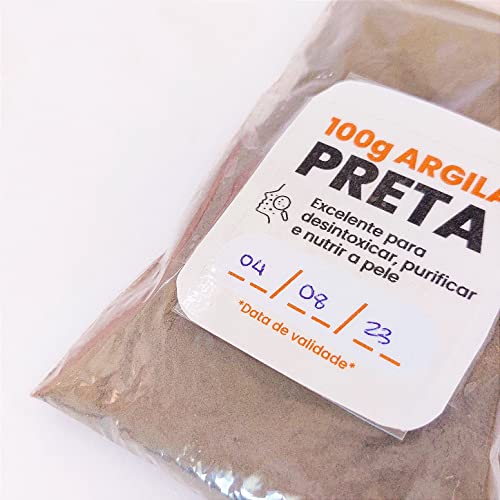 100g ARGILA
PRETA
Excelente para
desintoxicar, purificar
e nutrir a pele
04/08/23
*Data de validade*